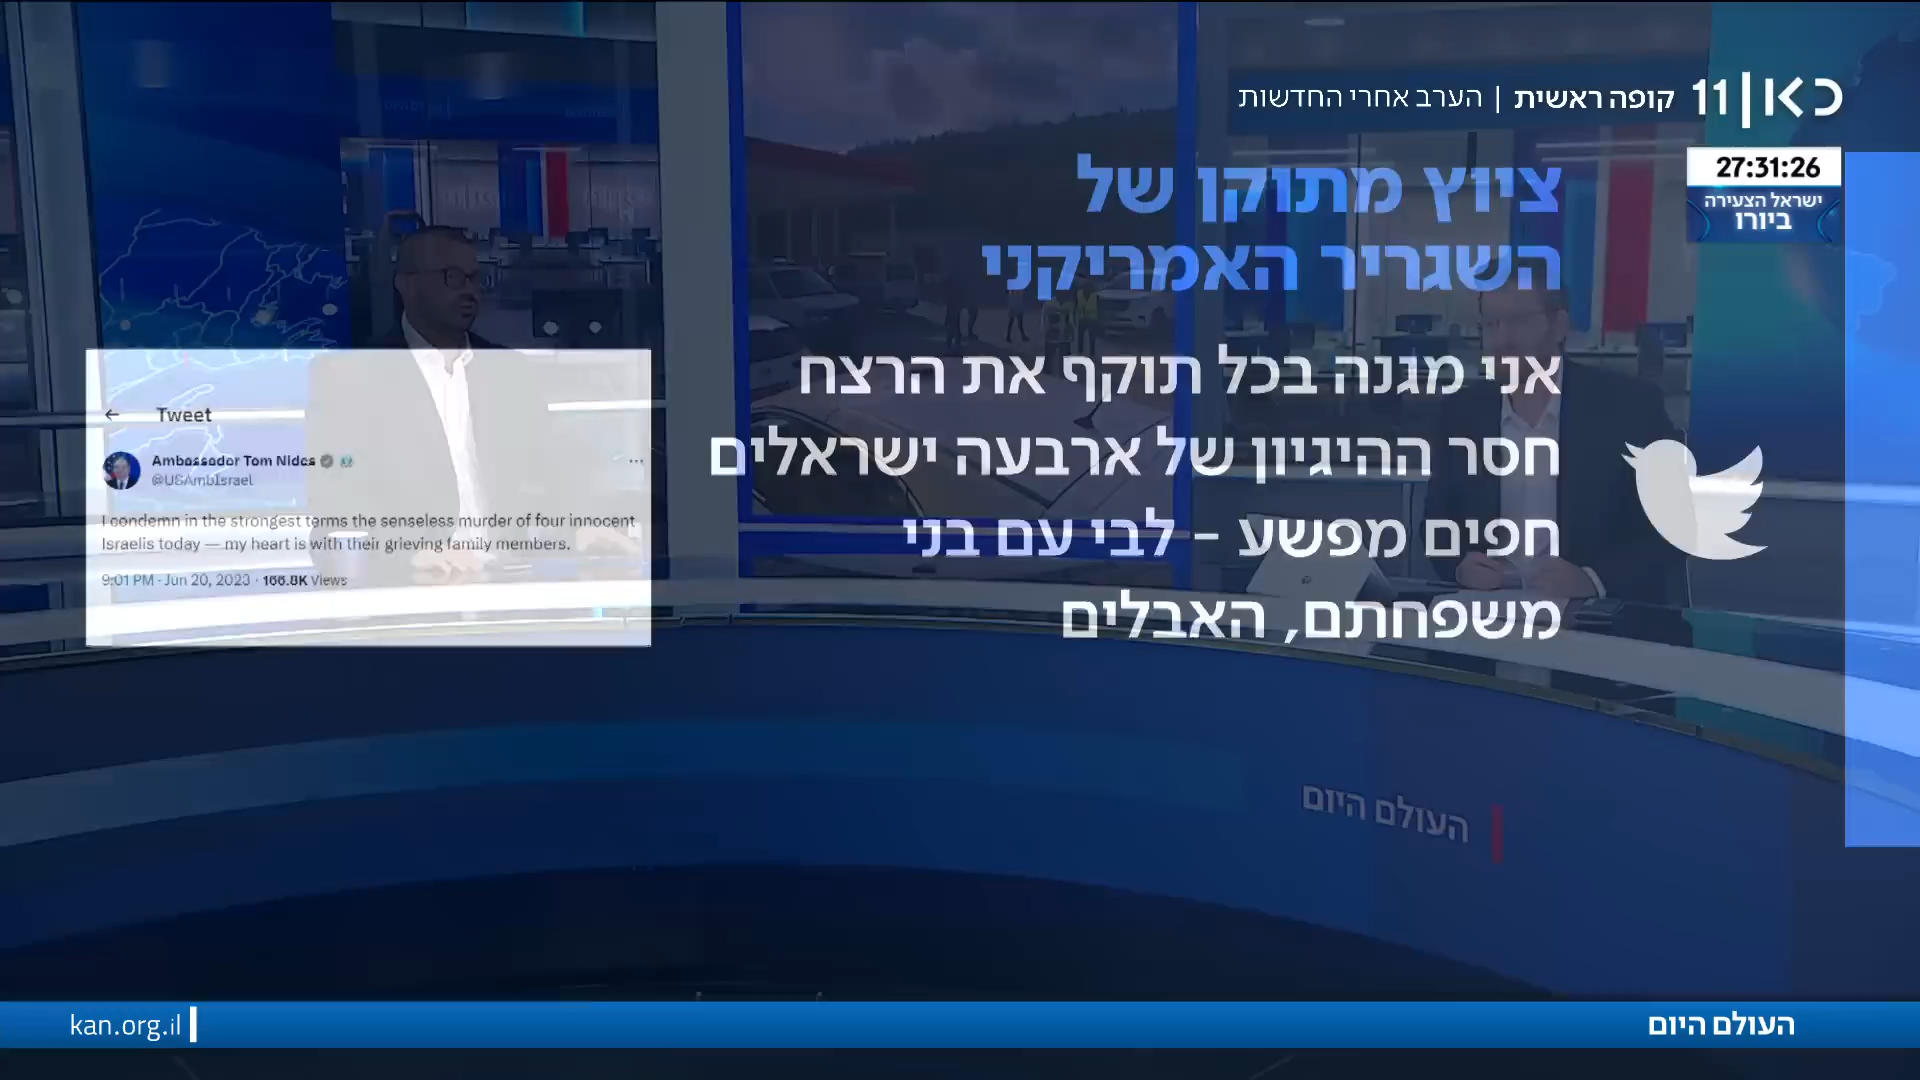 כאן 11
קופה ראשית | הערב אחרי החדשות
27:31:26
ישראל הצעירה
ביורו
ציוץ מתוקן של
השגריר האמריקני
אני מגנה בכל תוקף את הרצח
חסר ההיגיון של ארבעה ישראלים
חפים מפשע – לבי עם בני
משפחתם, האבלים
← Tweet
Ambassador Tom Nides
@USAmbIsrael
I condemn in the strongest terms the senseless murder of four innocent
Israelis today — my heart is with their grieving family members.
9:01 PM · Jun 20, 2023 · 166.8K Views
העולם היום
העולם היום
kan.org.il